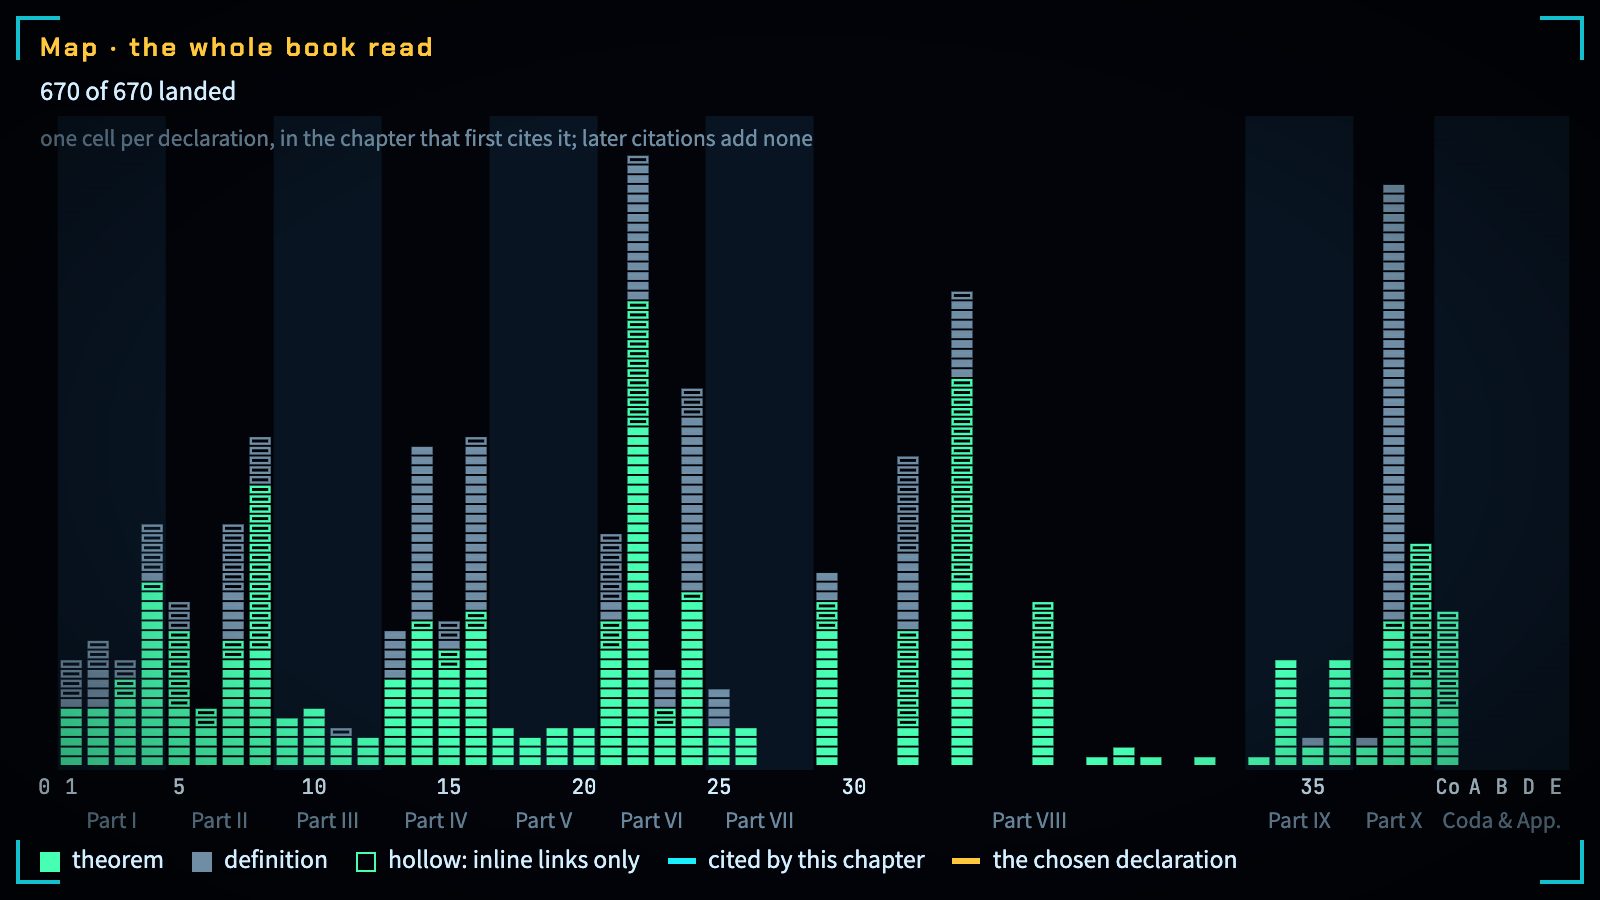 Map · the whole book read
670 of 670 landed
one cell per declaration, in the chapter that first cites it; later citations add none
0 1 5 10 15 20 25 30 35 Co A B D E
Part I Part II Part III Part IV Part V Part VI Part VII Part VIII Part IX Part X Coda & App.
theorem definition hollow: inline links only cited by this chapter the chosen declaration